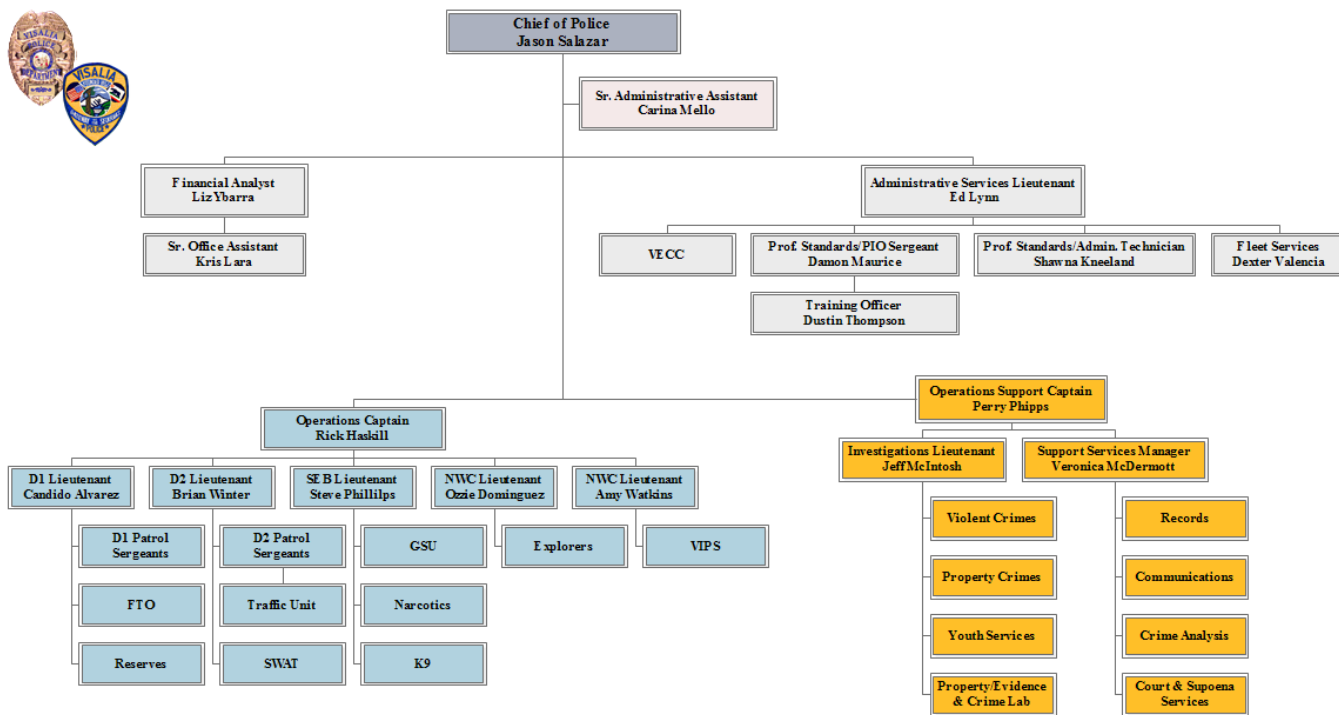 Chief of Police
Jason Salazar
VISALIA
POLICE
DEPARTMENT
VISALIA
POLICE
Sr. Administrative Assistant
Carina Mello
Financial Analyst
Liz Ybarra
Administrative Services Lieutenant
Ed Lynn
Sr. Office Assistant
Kris Lara
VECC
Prof. Standards/PIO Sergeant
Damon Maurice
Prof. Standards/Admin. Technician
Shawna Kneeland
Fleet Services
Dexter Valencia
Training Officer
Dustin Thompson
Operations Captain
Rick Haskill
Operations Support Captain
Perry Phipps
D1 Lieutenant
Candido Alvarez
D2 Lieutenant
Brian Winter
SEB Lieutenant
Steve Phillilps
NWC Lieutenant
Ozzie Dominguez
NWC Lieutenant
Amy Watkins
Investigations Lieutenant
Jeff McIntosh
Support Services Manager
Veronica McDermott
D1 Patrol
Sergeants
D2 Patrol
Sergeants
GSU
Explorers
VIPS
Violent Crimes
Records
FTO
Traffic Unit
Narcotics
Property Crimes
Communications
Reserves
SWAT
K9
Youth Services
Crime Analysis
Property/Evidence
& Crime Lab
Court & Supoena
Services